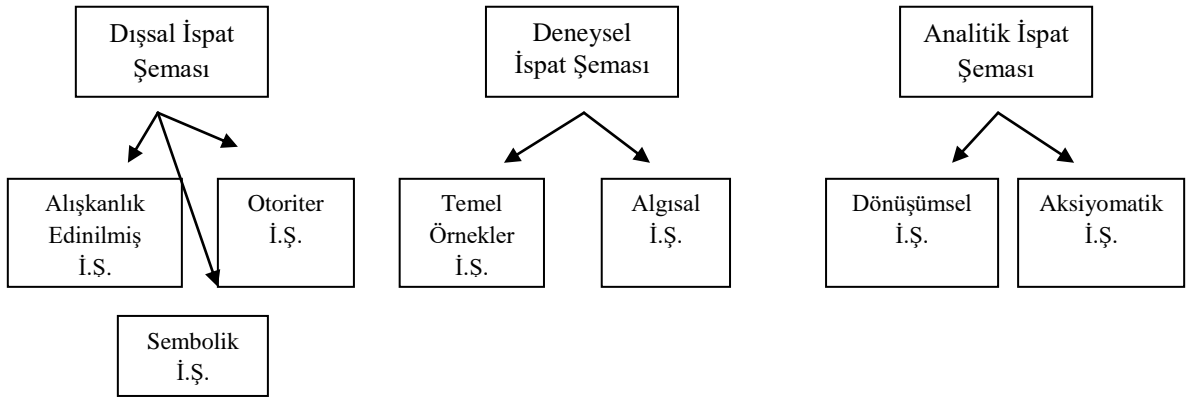 Dışsal İspat
Şeması
Deneysel
İspat Şeması
Analitik İspat
Şeması
Alışkanlık
Edinilmiş
İ.Ş.
Otoriter
İ.Ş.
Temel
Örnekler
İ.Ş.
Algısal
İ.Ş.
Dönüşümsel
İ.Ş.
Aksiyomatik
İ.Ş.
Sembolik
İ.Ş.